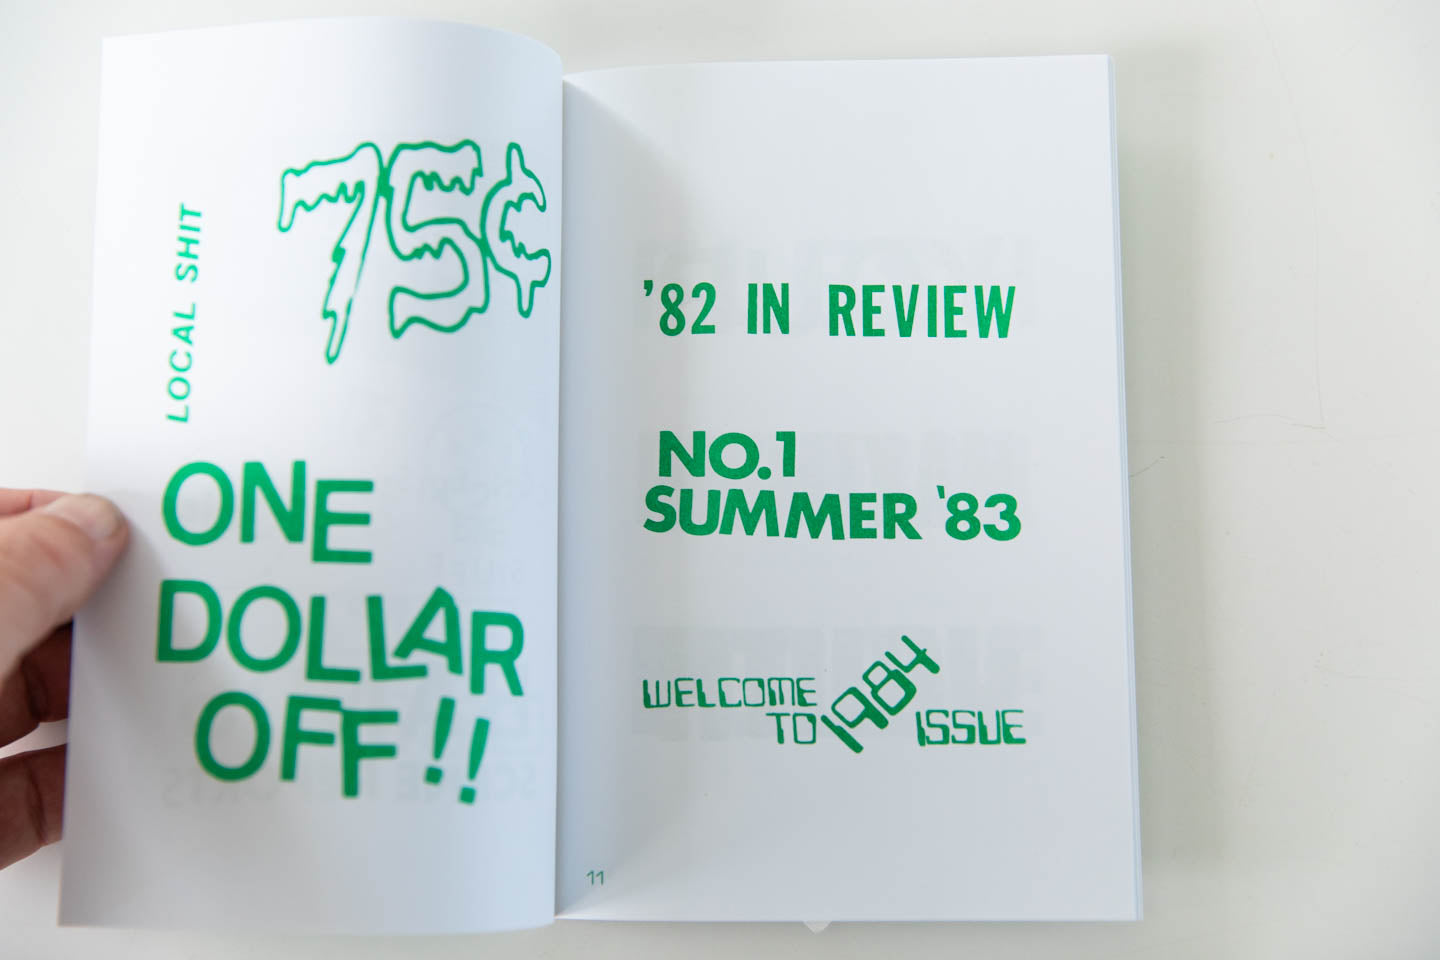 75¢
LOCAL SHIT
ONE
DOLLAR
OFF!!
'82 IN REVIEW
NO.1
SUMMER '83
WELCOME
TO 1984 ISSUE
11